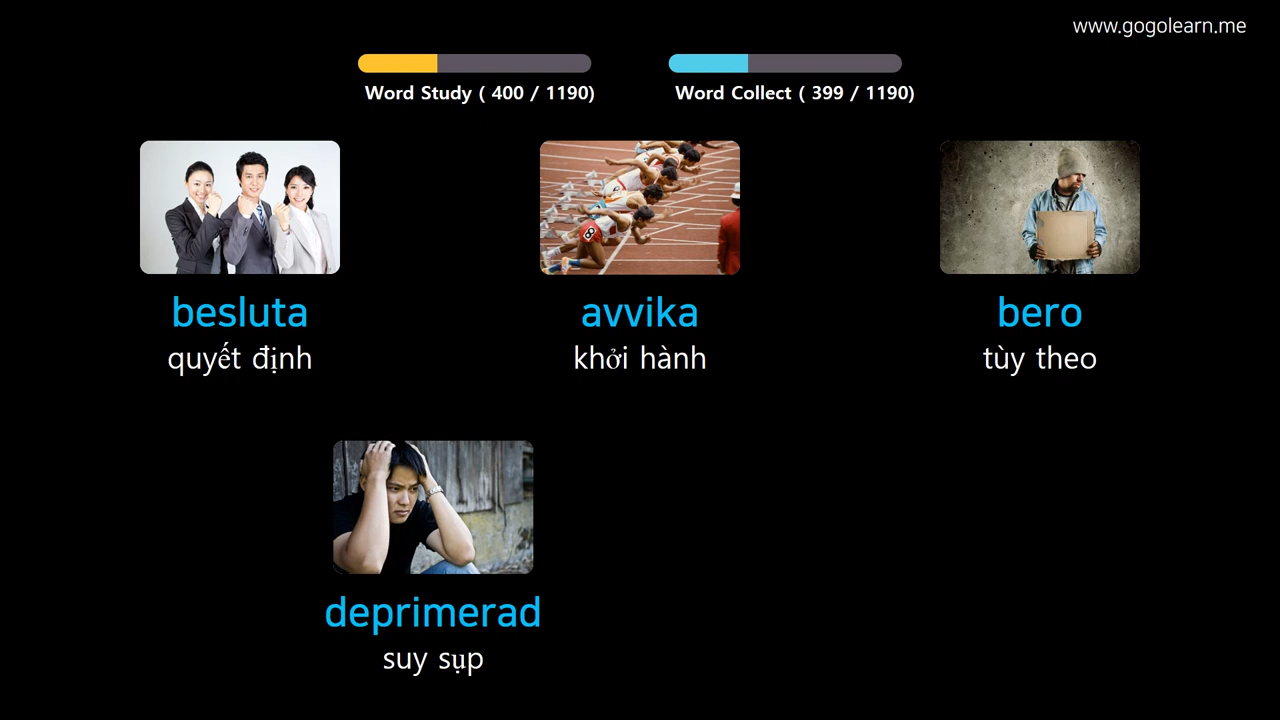 www.gogolearn.me
Word Study ( 400 / 1190)
Word Collect ( 399 / 1190)
besluta
quyết định
avvika
khởi hành
bero
tùy theo
8
deprimerad
suy sụp